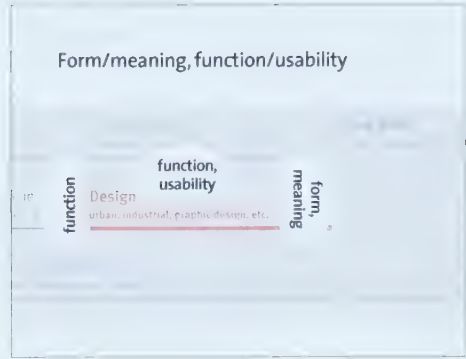 Form/meaning, function/usability
function
function,
usability
Design
urban, industrial, graphic design, etc.
form,
meaning